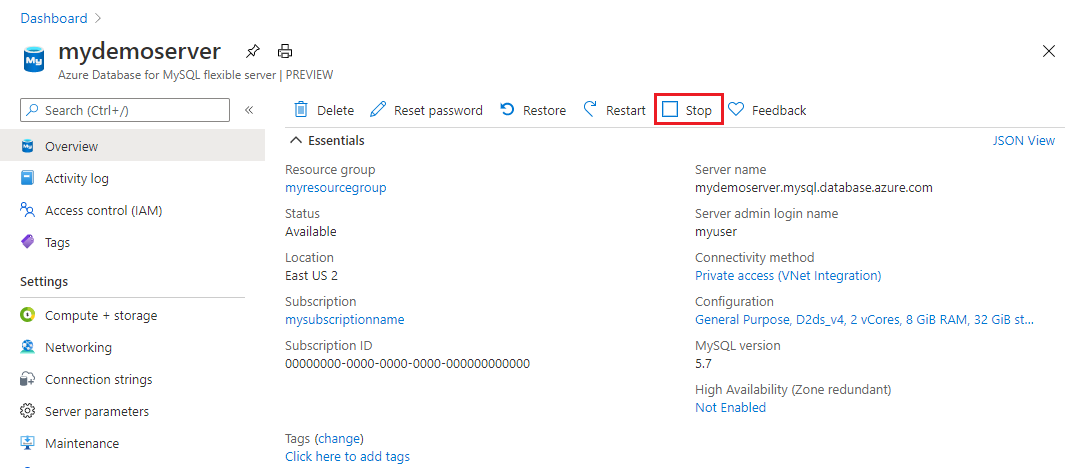 Dashboard >
mydemoserver
Azure Database for MySQL flexible server | PREVIEW
Search (Ctrl+/)
«
Delete
Reset password
Restore
Restart
Stop
Feedback
Overview
Activity log
Access control (IAM)
Tags
Settings
Compute + storage
Networking
Connection strings
Server parameters
Maintenance
Essentials
JSON View
Resource group
myresourcegroup
Status
Available
Location
East US 2
Subscription
mysubscriptionname
Subscription ID
00000000-0000-0000-0000-000000000000
Server name
mydemoserver.mysql.database.azure.com
Server admin login name
myuser
Connectivity method
Private access (VNet Integration)
Configuration
General Purpose, D2ds_v4, 2 vCores, 8 GiB RAM, 32 GiB st...
MySQL version
5.7
High Availability (Zone redundant)
Not Enabled
Tags (change)
Click here to add tags